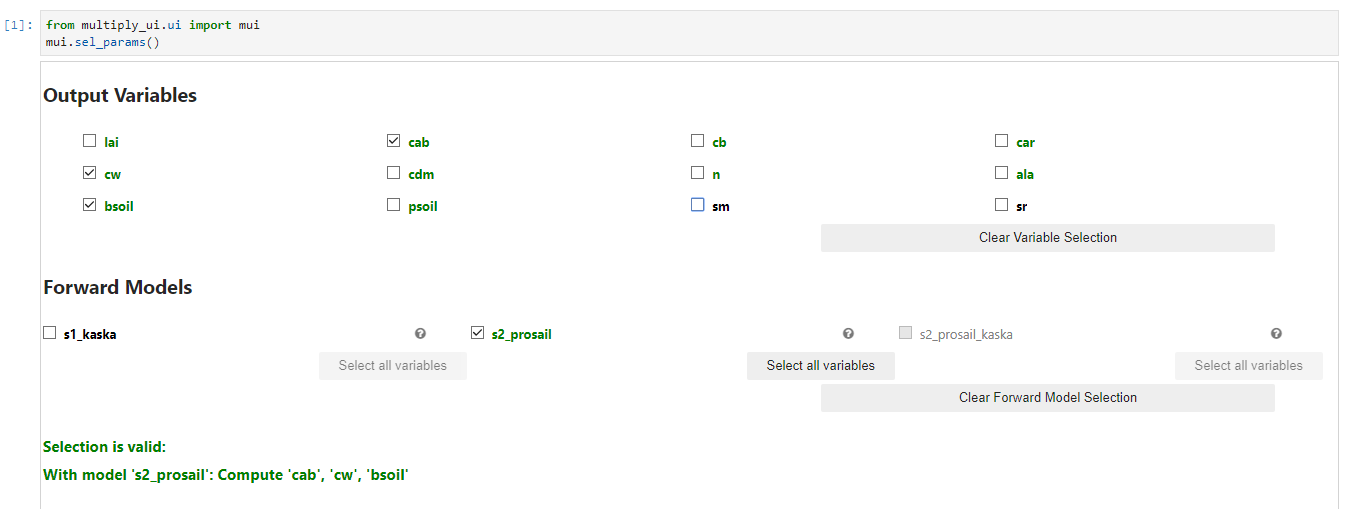 [1]: from multiply_ui.ui import mui
mui.sel_params()
Output Variables
lai cab cb car
cw cdm n ala
bsoil psoil sm sr
Clear Variable Selection
Forward Models
s1_kaska ? s2_prosail ? s2_prosail_kaska ?
Select all variables Select all variables Select all variables
Clear Forward Model Selection
Selection is valid:
With model 's2_prosail': Compute 'cab', 'cw', 'bsoil'